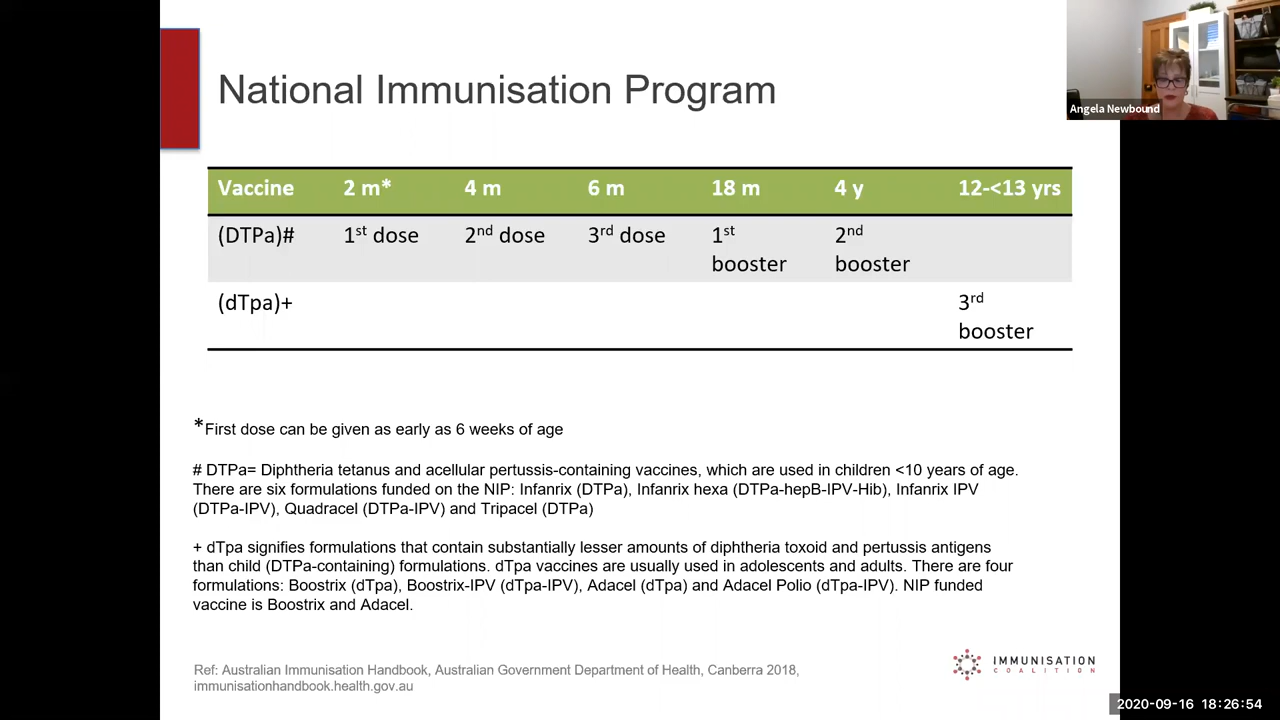 National Immunisation Program
Angela Newbound
Vaccine 2 m* 4 m 6 m 18 m 4 y 12-<13 yrs
(DTPa)# 1st dose 2nd dose 3rd dose 1st booster 2nd booster
(dTpa)+ 3rd booster
*First dose can be given as early as 6 weeks of age
# DTPa= Diphtheria tetanus and acellular pertussis-containing vaccines, which are used in children <10 years of age.
There are six formulations funded on the NIP: Infanrix (DTPa), Infanrix hexa (DTPa-hepB-IPV-Hib), Infanrix IPV
(DTPa-IPV), Quadracel (DTPa-IPV) and Tripacel (DTPa)
+ dTpa signifies formulations that contain substantially lesser amounts of diphtheria toxoid and pertussis antigens
than child (DTPa-containing) formulations. dTpa vaccines are usually used in adolescents and adults. There are four
formulations: Boostrix (dTpa), Boostrix-IPV (dTpa-IPV), Adacel (dTpa) and Adacel Polio (dTpa-IPV). NIP funded
vaccine is Boostrix and Adacel.
Ref: Australian Immunisation Handbook, Australian Government Department of Health, Canberra 2018,
immunisationhandbook.health.gov.au
IMMUNISATION
COALITION
2020-09-16 18:26:54